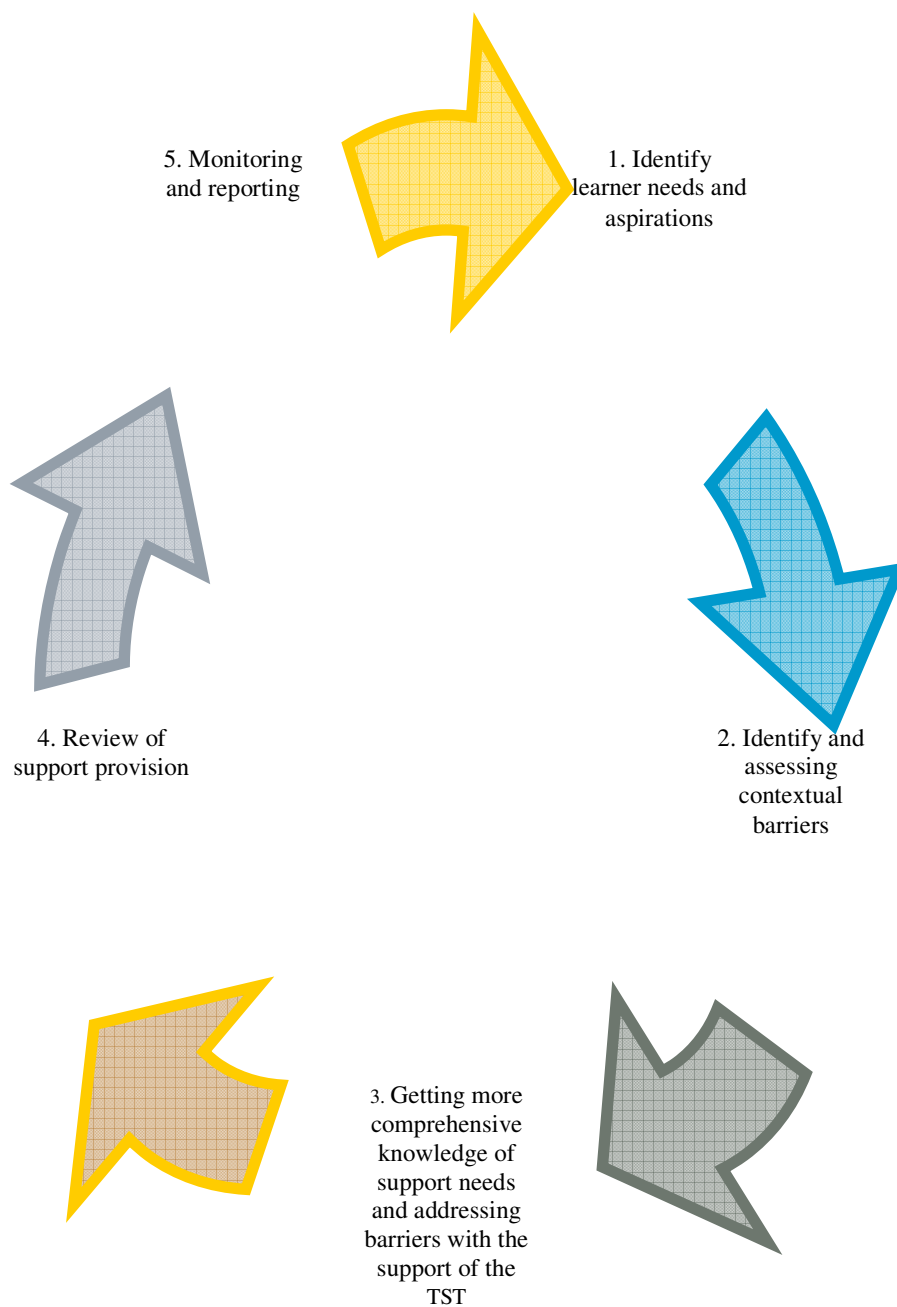 5. Monitoring
and reporting
1. Identify
learner needs and
aspirations
4. Review of
support provision
2. Identify and
assessing
contextual
barriers
3. Getting more
comprehensive
knowledge of
support needs
and addressing
barriers with the
support of the
TST